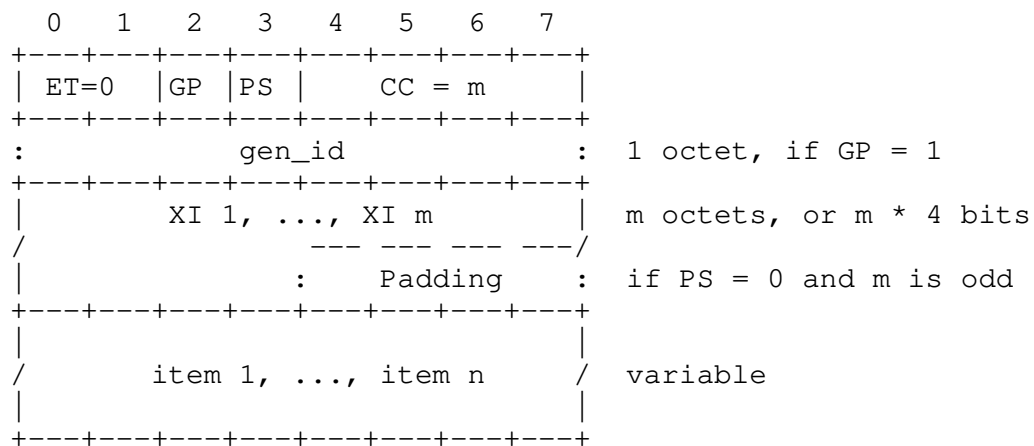 0   1   2   3   4   5   6   7
+---+---+---+---+---+---+---+---+
| ET=0  |GP |PS |    CC = m     |
+---+---+---+---+---+---+---+---+
:            gen_id             :  1 octet, if GP = 1
+---+---+---+---+---+---+---+---+
|        XI 1, ..., XI m        |  m octets, or m * 4 bits
/                --- --- --- ---/
|               :    Padding    :  if PS = 0 and m is odd
+---+---+---+---+---+---+---+---+
|                               |
/       item 1, ..., item n     /  variable
|                               |
+---+---+---+---+---+---+---+---+